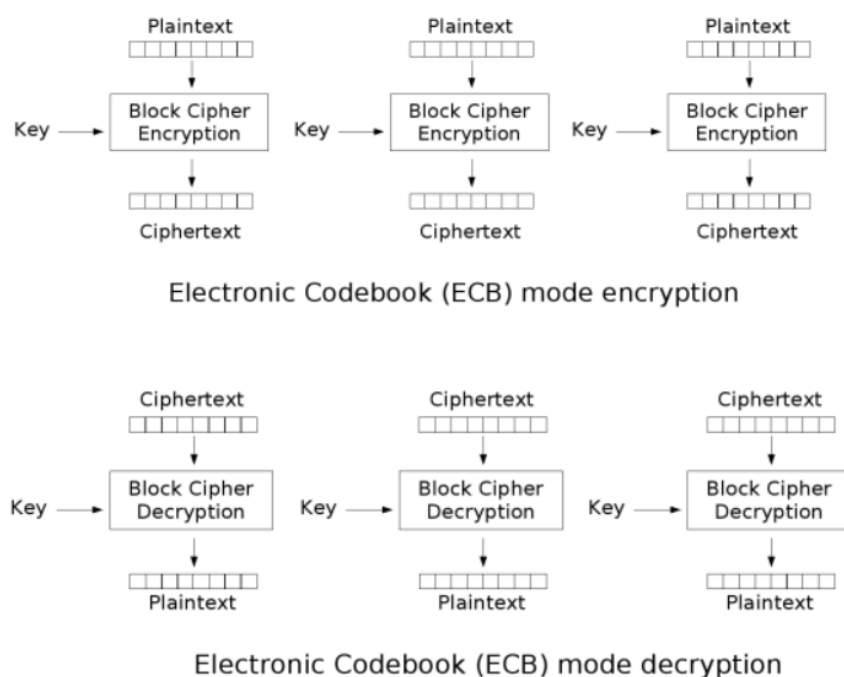 Plaintext Plaintext Plaintext
Key Block Cipher Encryption Key Block Cipher Encryption Key Block Cipher Encryption
Ciphertext Ciphertext Ciphertext
Electronic Codebook (ECB) mode encryption
Ciphertext Ciphertext Ciphertext
Key Block Cipher Decryption Key Block Cipher Decryption Key Block Cipher Decryption
Plaintext Plaintext Plaintext
Electronic Codebook (ECB) mode decryption